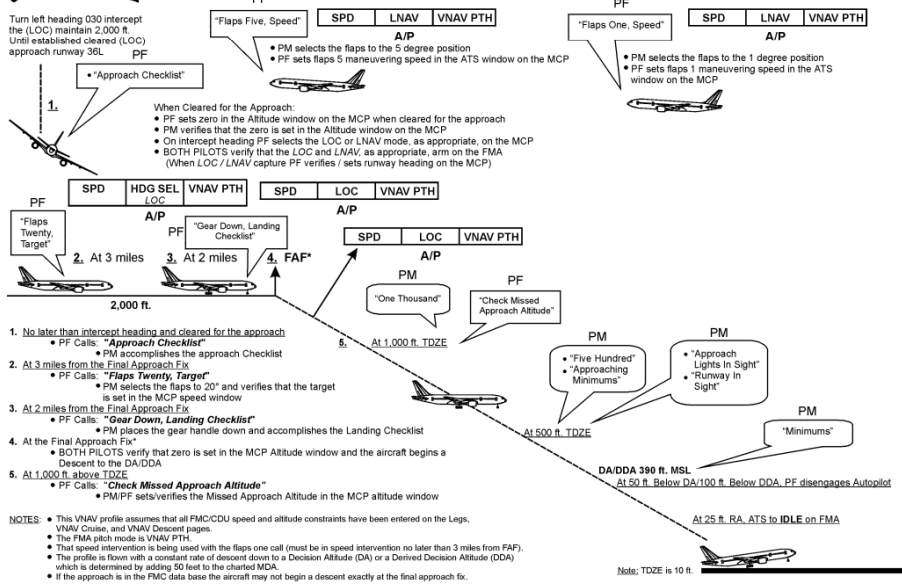 Turn left heading 030 intercept
the (LOC) maintain 2,000 ft.
Until established cleared (LOC)
approach runway 36L
PF
• "Approach Checklist"
1.
"Flaps Five, Speed"
SPD LNAV VNAV PTH
A/P
• PM selects the flaps to the 5 degree position
• PF sets flaps 5 maneuvering speed in the ATS window on the MCP
PF
"Flaps One, Speed"
SPD LNAV VNAV PTH
A/P
• PM selects the flaps to the 1 degree position
• PF sets flaps 1 maneuvering speed in the ATS
window on the MCP
When Cleared for the Approach:
• PF sets zero in the Altitude window on the MCP when cleared for the approach
• PM verifies that the zero is set in the Altitude window on the MCP
• On intercept heading PF selects the LOC or LNAV mode, as appropriate, on the MCP
• BOTH PILOTS verify that the LOC and LNAV, as appropriate, arm on the FMA
(When LOC / LNAV capture PF verifies / sets runway heading on the MCP)
SPD HDG SEL VNAV PTH
LOC
A/P
SPD LOC VNAV PTH
A/P
SPD LOC VNAV PTH
A/P
PF
"Flaps
Twenty,
Target"
2. At 3 miles
PF
"Gear Down, Landing
Checklist"
3. At 2 miles
4. FAF*
2,000 ft.
PM
"One Thousand"
PF
"Check Missed
Approach Altitude"
5. At 1,000 ft. TDZE
PM
• "Five Hundred"
• "Approaching
Minimums"
PM
• "Approach
Lights In Sight"
• "Runway In
Sight"
At 500 ft. TDZE
PM
"Minimums"
DA/DDA 390 ft. MSL
At 50 ft. Below DA/100 ft. Below DDA, PF disengages Autopilot
At 25 ft. RA, ATS to IDLE on FMA
Note: TDZE is 10 ft.
1. No later than intercept heading and cleared for the approach
• PF Calls: "Approach Checklist"
• PM accomplishes the approach Checklist
2. At 3 miles from the Final Approach Fix
• PF Calls: "Flaps Twenty, Target"
• PM selects the flaps to 20° and verifies that the target
is set in the MCP speed window
3. At 2 miles from the Final Approach Fix
• PF Calls: "Gear Down, Landing Checklist"
• PM places the gear handle down and accomplishes the Landing Checklist
4. At the Final Approach Fix*
• BOTH PILOTS verify that zero is set in the MCP Altitude window and the aircraft begins a
Descent to the DA/DDA
5. At 1,000 ft. above TDZE
• PF Calls: "Check Missed Approach Altitude"
• PM/PF sets/verifies the Missed Approach Altitude in the MCP altitude window
NOTES: • This VNAV profile assumes that all FMC/CDU speed and altitude constraints have been entered on the Legs,
VNAV Cruise, and VNAV Descent pages.
• The FMA pitch mode is VNAV PTH.
• That speed intervention is being used with the flaps one call (must be in speed intervention no later than 3 miles from FAF).
• The profile is flown with a constant rate of descent down to a Decision Altitude (DA) or a Derived Decision Altitude (DDA)
which is determined by adding 50 feet to the charted MDA.
• If the approach is in the FMC data base the aircraft may not begin a descent exactly at the final approach fix.